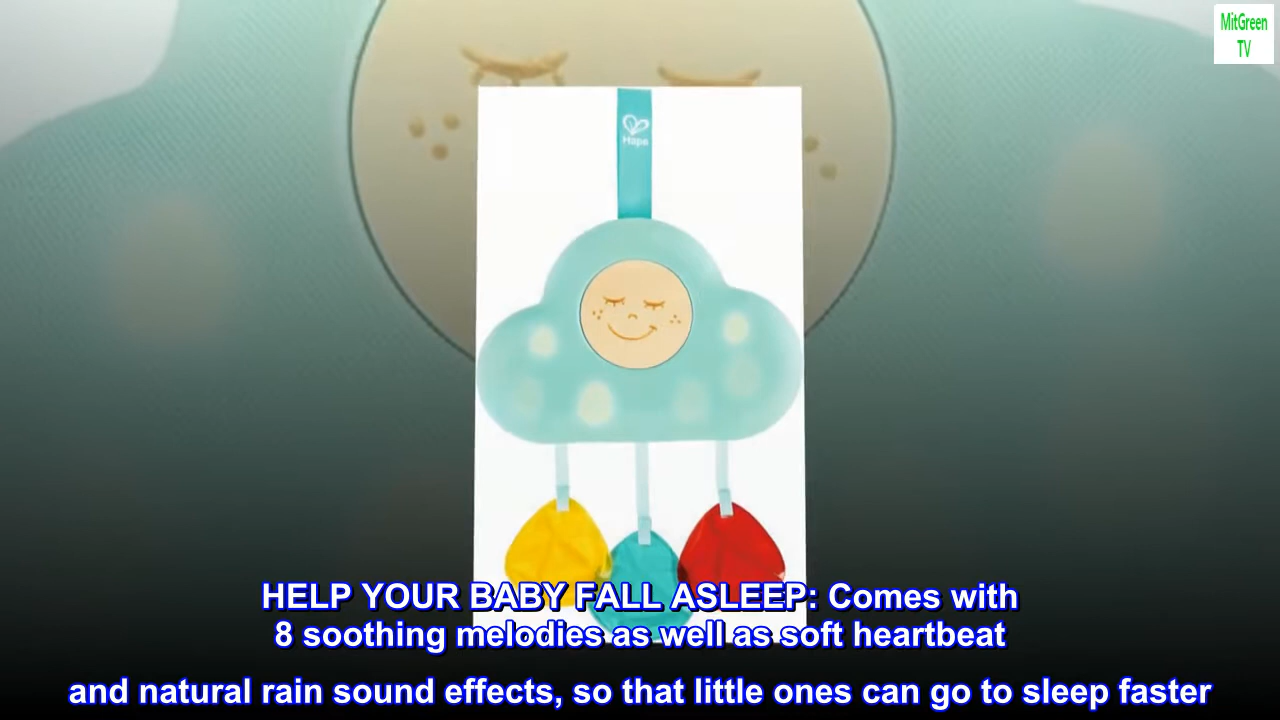 MitGreen
TV
Hape
HELP YOUR BABY FALL ASLEEP: Comes with
8 soothing melodies as well as soft heartbeat
and natural rain sound effects, so that little ones can go to sleep faster